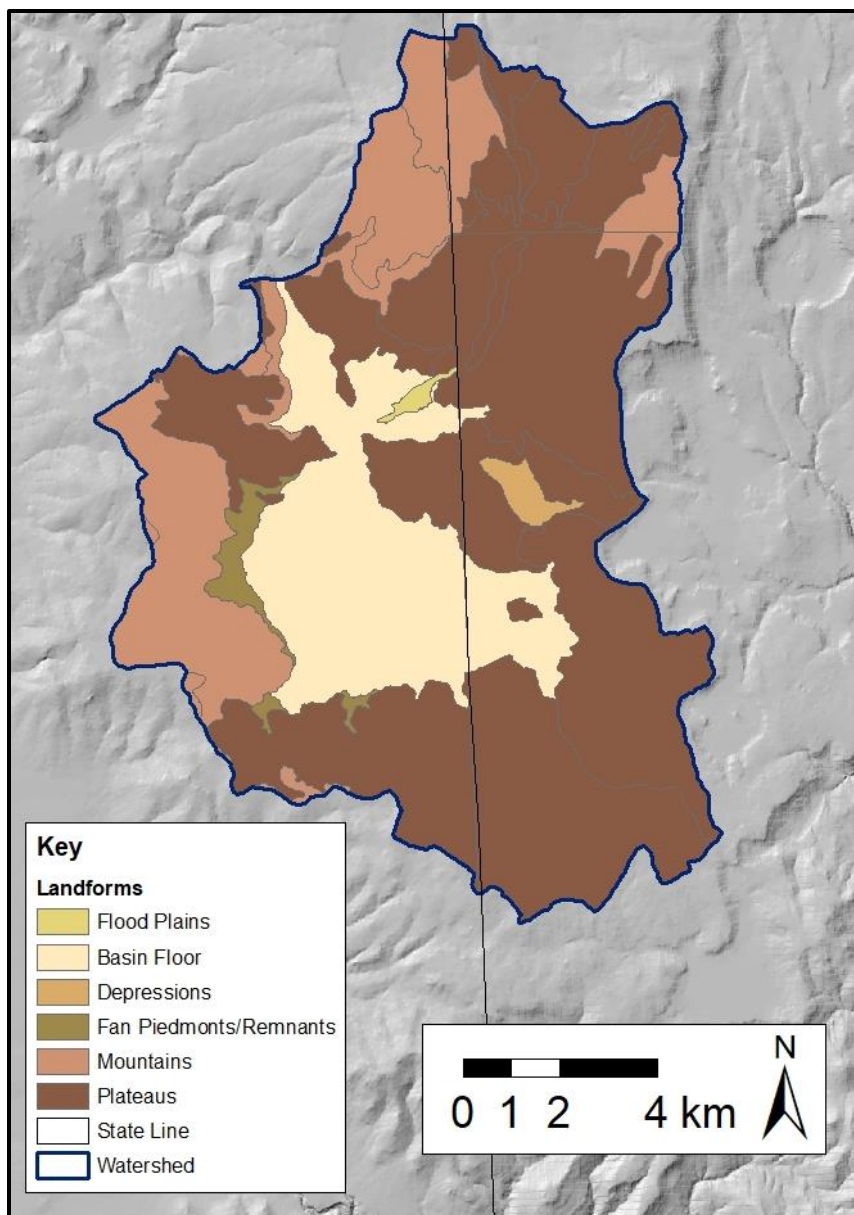 Key
Landforms
Flood Plains
Basin Floor
Depressions
Fan Piedmonts/Remnants
Mountains
Plateaus
State Line
Watershed
N
0 1 2 4 km